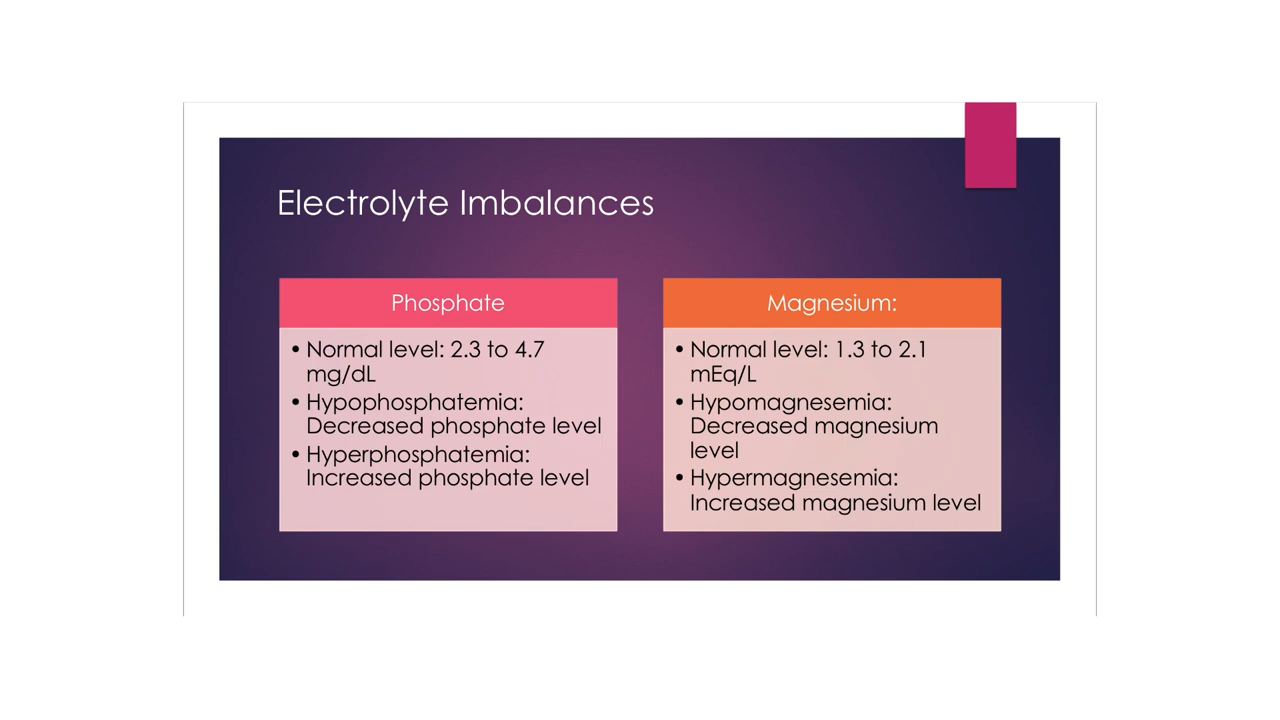 Electrolyte Imbalances
Phosphate
• Normal level: 2.3 to 4.7
mg/dL
• Hypophosphatemia:
Decreased phosphate level
• Hyperphosphatemia:
Increased phosphate level
Magnesium:
• Normal level: 1.3 to 2.1
mEq/L
• Hypomagnesemia:
Decreased magnesium
level
• Hypermagnesemia:
Increased magnesium level